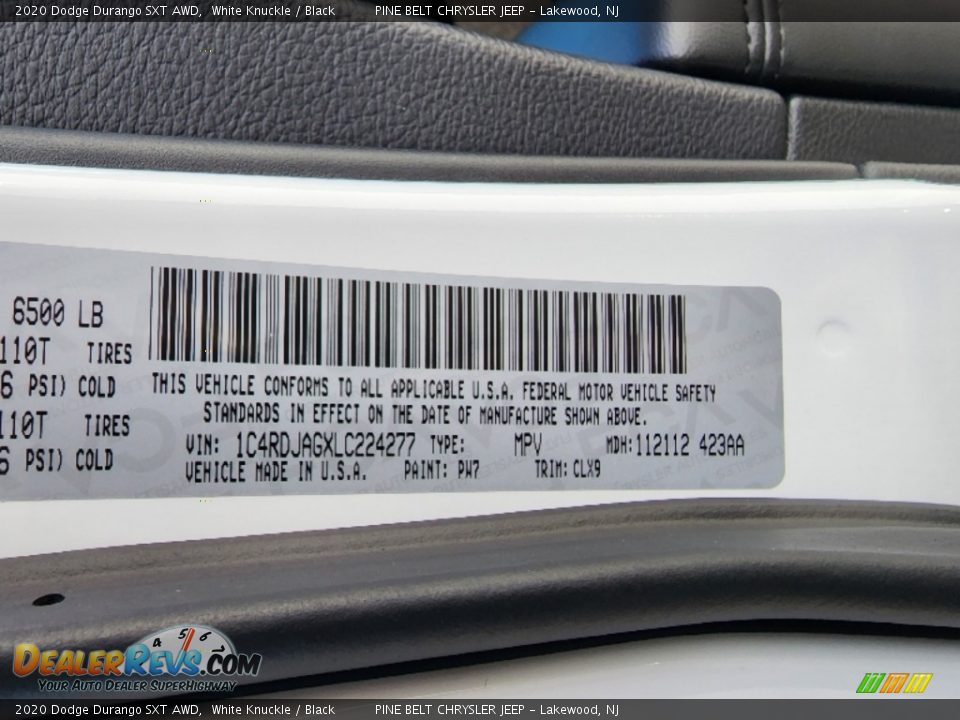 2020 Dodge Durango SXT AWD, White Knuckle / Black PINE BELT CHRYSLER JEEP - Lakewood, NJ
6500 LB
110T TIRES
6 PSI) COLD
110T TIRES
6 PSI) COLD
THIS VEHICLE CONFORMS TO ALL APPLICABLE U.S.A. FEDERAL MOTOR VEHICLE SAFETY
STANDARDS IN EFFECT ON THE DATE OF MANUFACTURE SHOWN ABOVE.
VIN: 1C4RDJAGXLC224277 TYPE: MPV MDH: 112112 423AA
VEHICLE MADE IN U.S.A. PAINT: PW7 TRIM: CLX9
4 5 6
DEALERREVS.COM
YOUR AUTO DEALER SUPERHIGHWAY
2020 Dodge Durango SXT AWD, White Knuckle / Black PINE BELT CHRYSLER JEEP - Lakewood, NJ